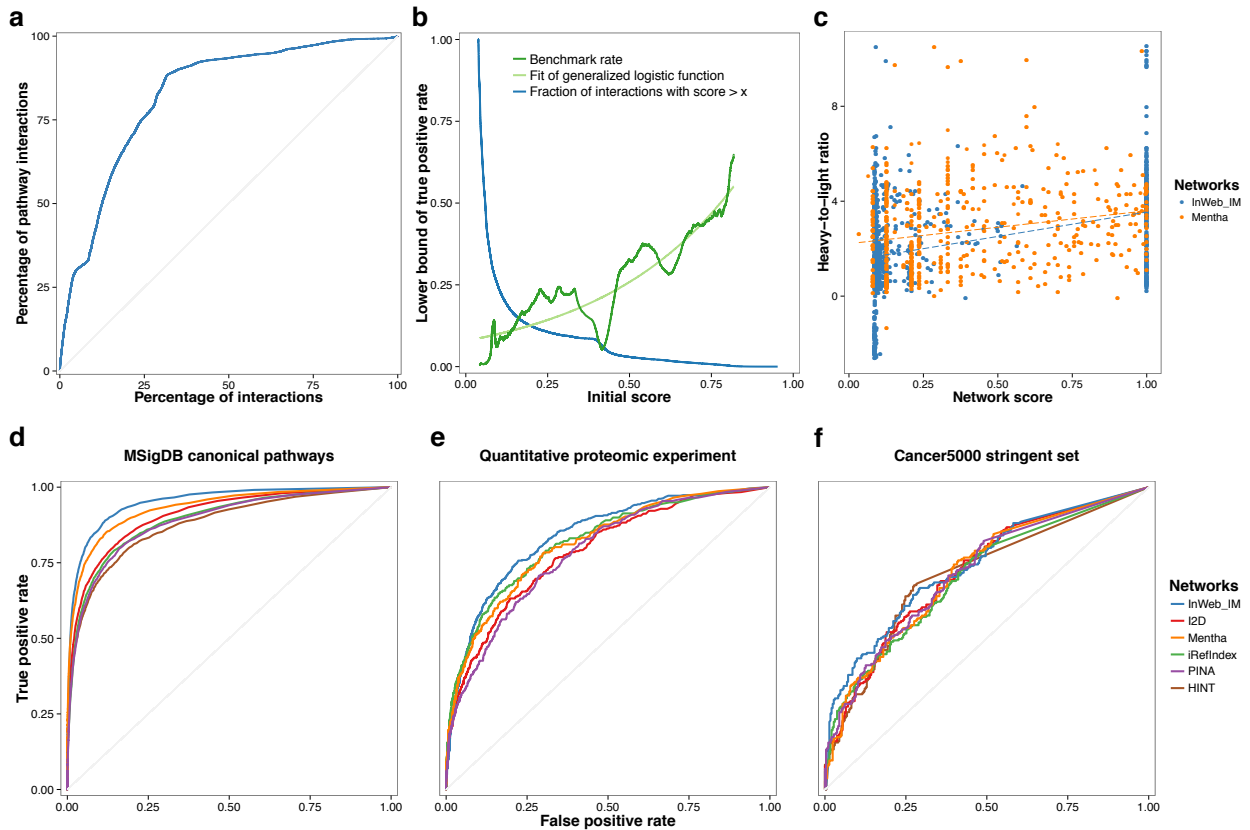 a
100
75
50
25
0
0
25
50
75
100
Percentage of pathway interactions
Percentage of interactions
b
1.00
0.75
0.50
0.25
0.00
0.00
0.25
0.50
0.75
1.00
Lower bound of true positive rate
Initial score
Benchmark rate
Fit of generalized logistic function
Fraction of interactions with score > x
c
8
4
0
0.00
0.25
0.50
0.75
1.00
Heavy−to−light ratio
Network score
Networks
InWeb_IM
Mentha
d
MSigDB canonical pathways
1.00
0.75
0.50
0.25
0.00
0.00
0.25
0.50
0.75
1.00
True positive rate
e
Quantitative proteomic experiment
0.00
0.25
0.50
0.75
1.00
False positive rate
f
Cancer5000 stringent set
0.00
0.25
0.50
0.75
1.00
Networks
InWeb_IM
I2D
Mentha
iRefIndex
PINA
HINT